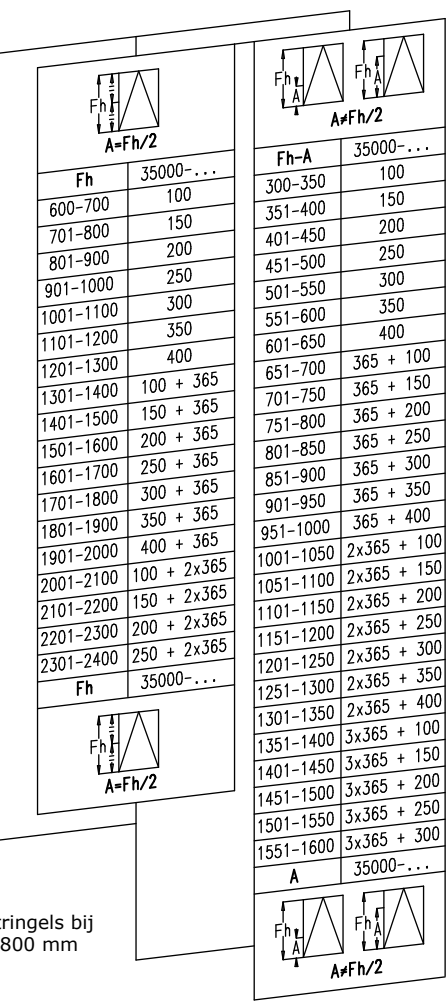 Fh
A=Fh/2
Fh 35000-...
600-700 100
701-800 150
801-900 200
901-1000 250
1001-1100 300
1101-1200 350
1201-1300 400
1301-1400 100 + 365
1401-1500 150 + 365
1501-1600 200 + 365
1601-1700 250 + 365
1701-1800 300 + 365
1801-1900 350 + 365
1901-2000 400 + 365
2001-2100 100 + 2x365
2101-2200 150 + 2x365
2201-2300 200 + 2x365
2301-2400 250 + 2x365
Fh 35000-...
Fh
A=Fh/2
Fh A Fh A
A≠Fh/2
Fh-A 35000-...
300-350 100
351-400 150
401-450 200
451-500 250
501-550 300
551-600 350
601-650 400
651-700 365 + 100
701-750 365 + 150
751-800 365 + 200
801-850 365 + 250
851-900 365 + 300
901-950 365 + 350
951-1000 365 + 400
1001-1050 2x365 + 100
1051-1100 2x365 + 150
1101-1150 2x365 + 200
1151-1200 2x365 + 250
1201-1250 2x365 + 300
1251-1300 2x365 + 350
1301-1350 2x365 + 400
1351-1400 3x365 + 100
1401-1450 3x365 + 150
1451-1500 3x365 + 200
1501-1550 3x365 + 250
1551-1600 3x365 + 300
A 35000-...
Fh A Fh A
A≠Fh/2
tringels bij
800 mm